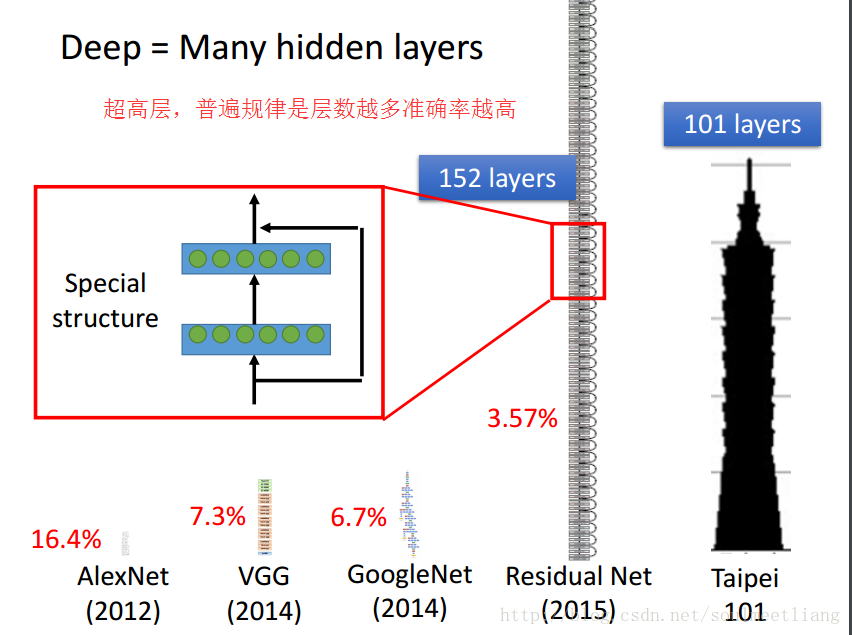 Deep = Many hidden layers
超高层，普遍规律是层数越多准确率越高
101 layers
152 layers
Special
structure
3.57%
16.4%
7.3%
6.7%
AlexNet
(2012)
VGG
(2014)
GoogleNet
(2014)
Residual Net
(2015)
Taipei
101